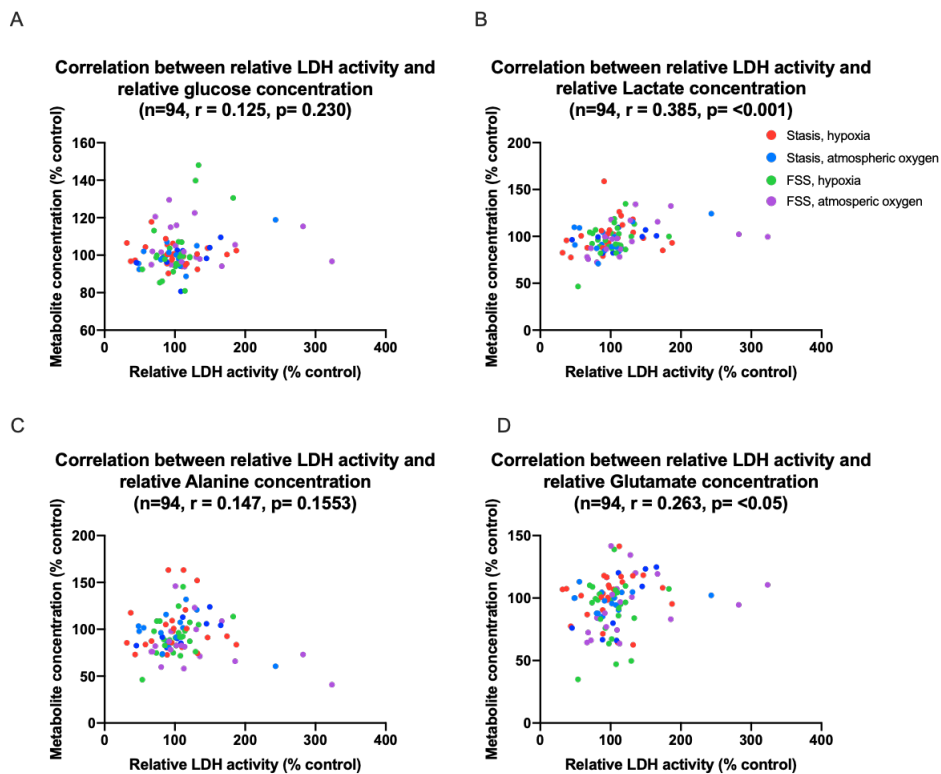 A
Correlation between relative LDH activity and
relative glucose concentration
(n=94, r = 0.125, p= 0.230)
Metabolite concentration (% control)
160
140
120
100
80
60
0
100
200
300
400
Relative LDH activity (% control)
B
Correlation between relative LDH activity and
relative Lactate concentration
(n=94, r = 0.385, p= <0.001)
Metabolite concentration (% control)
200
150
100
50
0
0
100
200
300
400
Relative LDH activity (% control)
Stasis, hypoxia
Stasis, atmospheric oxygen
FSS, hypoxia
FSS, atmosperic oxygen
C
Correlation between relative LDH activity and
relative Alanine concentration
(n=94, r = 0.147, p= 0.1553)
Metabolite concentration (% control)
200
150
100
50
0
0
100
200
300
400
Relative LDH activity (% control)
D
Correlation between relative LDH activity and
relative Glutamate concentration
(n=94, r = 0.263, p= <0.05)
Metabolite concentration (% control)
150
100
50
0
0
100
200
300
400
Relative LDH activity (% control)